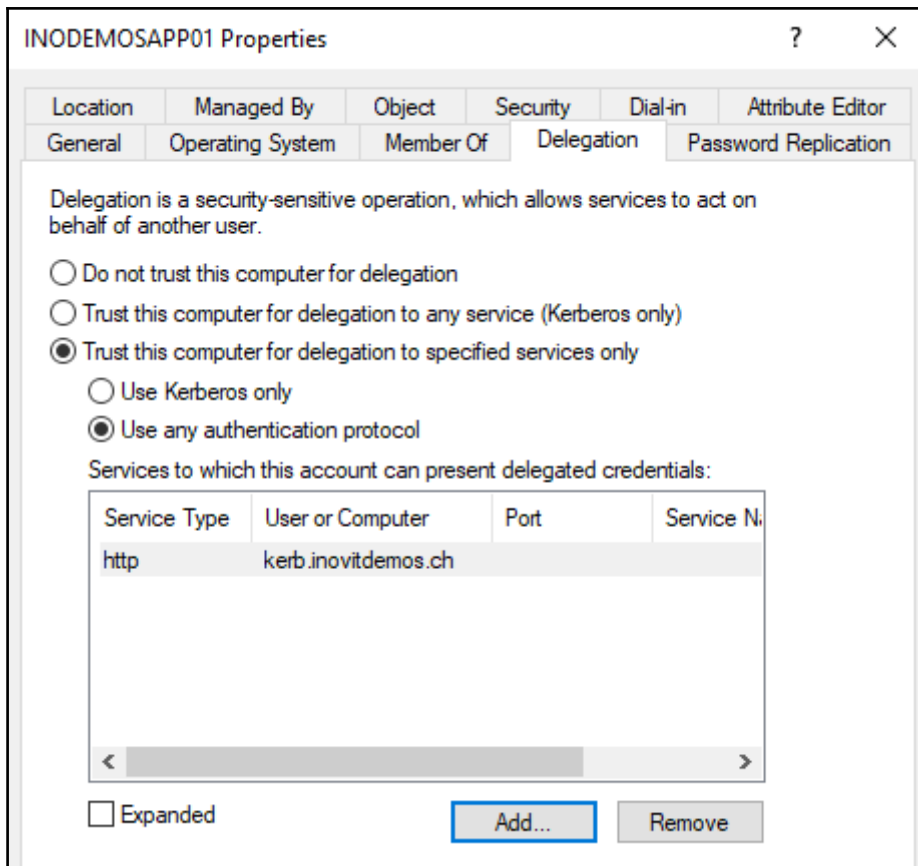 INODEMOSAPP01 Properties ?
Location Managed By Object Security Dial-in Attribute Editor
General Operating System Member Of Delegation Password Replication
Delegation is a security-sensitive operation, which allows services to act on
behalf of another user.
Do not trust this computer for delegation
Trust this computer for delegation to any service (Kerberos only)
Trust this computer for delegation to specified services only
Use Kerberos only
Use any authentication protocol
Services to which this account can present delegated credentials:
Service Type User or Computer Port Service Na
http kerb.inovitdemos.ch
Expanded Add... Remove